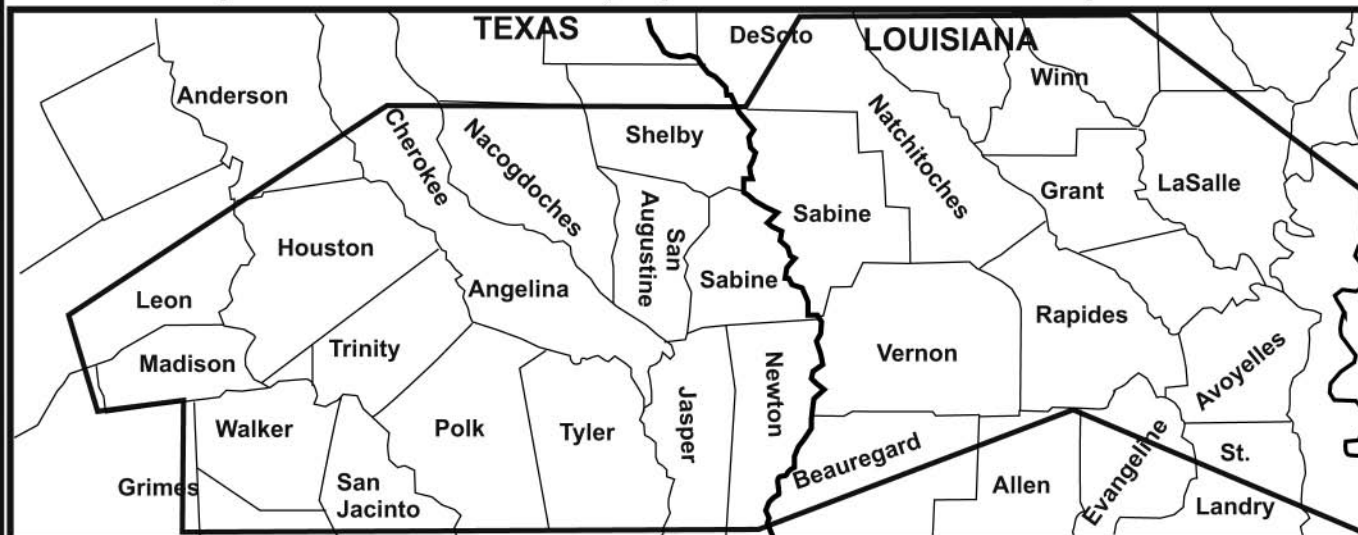 TEXAS
DeSoto
LOUISIANA
Winn
Anderson
Cherokee
Nacogdoches
Shelby
Natchitoches
Grant
LaSalle
Houston
San
Augustine
Sabine
Sabine
Leon
Angelina
Rapides
Madison
Trinity
Newton
Vernon
Avoyelles
Walker
Polk
Tyler
Jasper
Beauregard
Evangeline
St.
Landry
Grimes
San
Jacinto
Allen